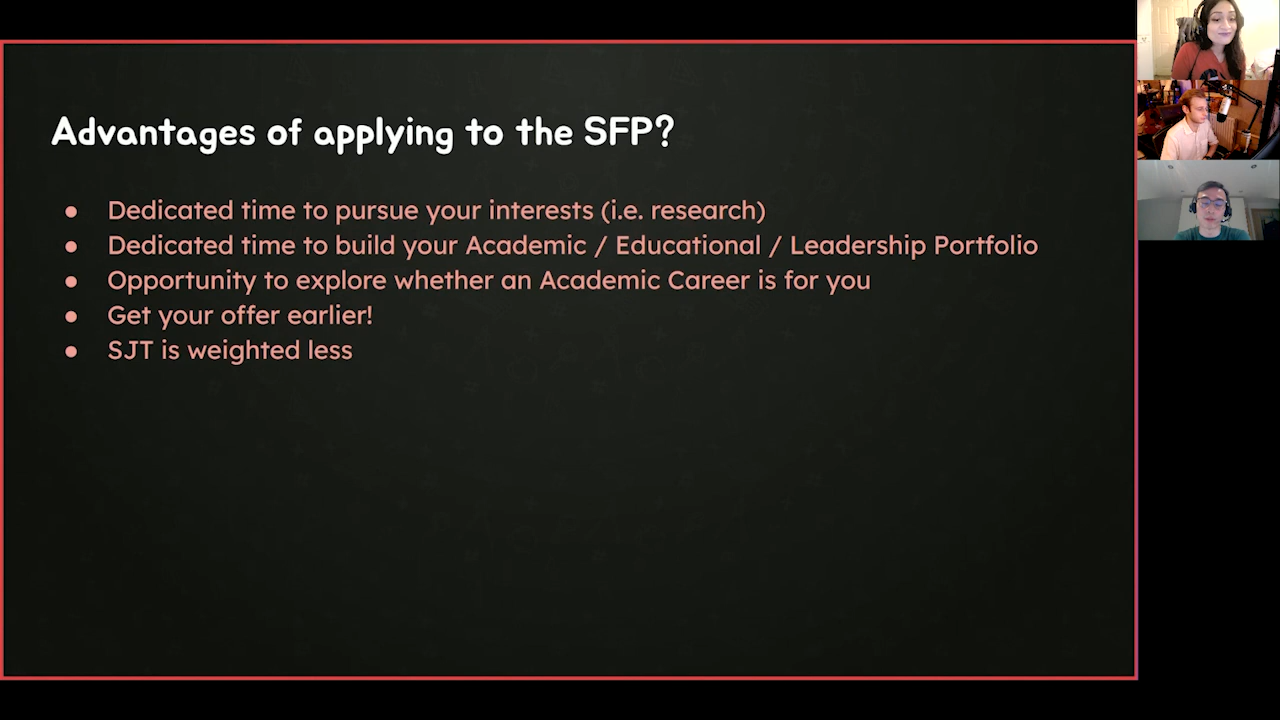 Advantages of applying to the SFP?
● Dedicated time to pursue your interests (i.e. research)
● Dedicated time to build your Academic / Educational / Leadership Portfolio
● Opportunity to explore whether an Academic Career is for you
● Get your offer earlier!
● SJT is weighted less